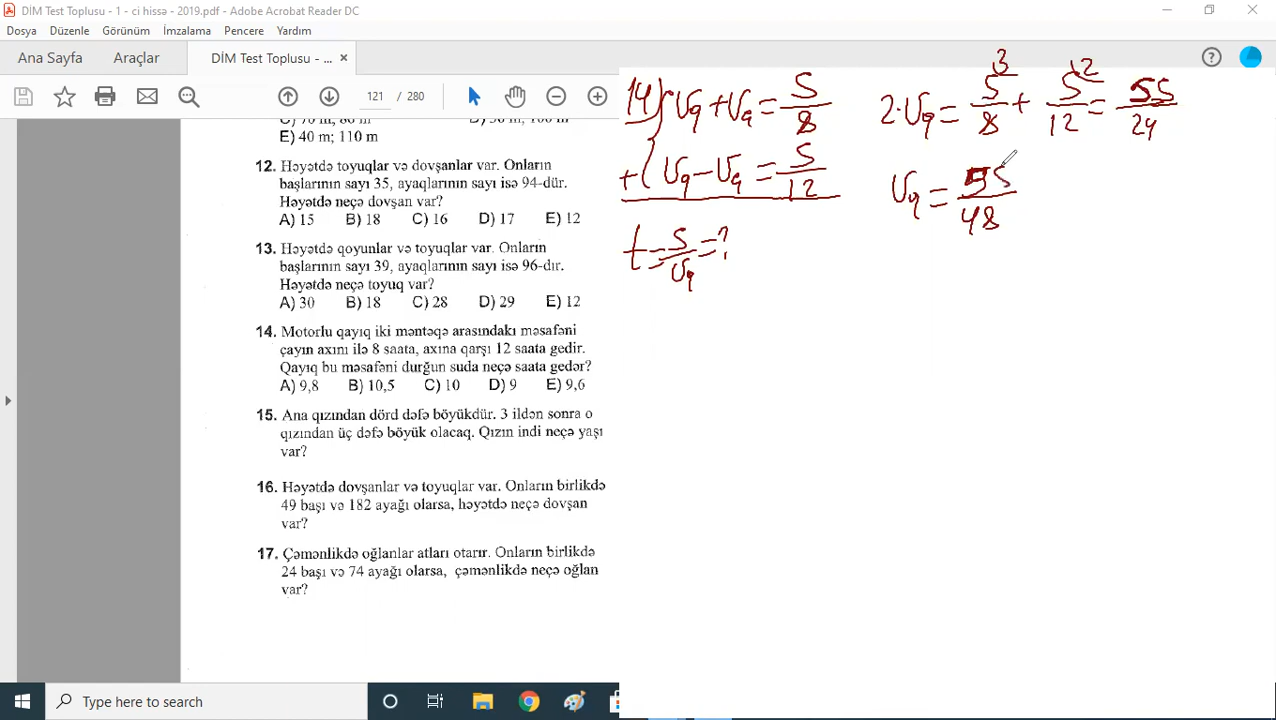 DİM Test Toplusu - 1 - ci hissə - 2019.pdf - Adobe Acrobat Reader DC
Dosya Düzenle Görünüm İmzalama Pencere Yardım
Ana Sayfa Araçlar DİM Test Toplusu - ... ×
121 / 280
E) 40 m; 110 m
12. Həyətdə toyuqlar və dovşanlar var. Onların
başlarının sayı 35, ayaqlarının sayı isə 94-dür.
Həyətdə neçə dovşan var?
A) 15 B) 18 C) 16 D) 17 E) 12
13. Həyətdə qoyunlar və toyuqlar var. Onların
başlarının sayı 39, ayaqlarının sayı isə 96-dır.
Həyətdə neçə toyuq var?
A) 30 B) 18 C) 28 D) 29 E) 12
14. Motorlu qayıq iki məntəqə arasındakı məsafəni
çayın axını ilə 8 saata, axına qarşı 12 saata gedir.
Qayıq bu məsafəni durğun suda neçə saata gedər?
A) 9,8 B) 10,5 C) 10 D) 9 E) 9,6
15. Ana qızından dörd dəfə böyükdür. 3 ildən sonra o
qızından üç dəfə böyük olacaq. Qızın indi neçə yaşı
var?
16. Həyətdə dovşanlar və toyuqlar var. Onların birlikdə
49 başı və 182 ayağı olarsa, həyətdə neçə dovşan
var?
17. Çəmənlikdə oğlanlar atları otarır. Onların birlikdə
24 başı və 74 ayağı olarsa, çəmənlikdə neçə oğlan
var?
14) υq + υa = S/8
+ υq − υa = S/12
t = S/υq = ?
2·υq = S/8 + S/12 = 5S/24
υq = 5S/48
Type here to search